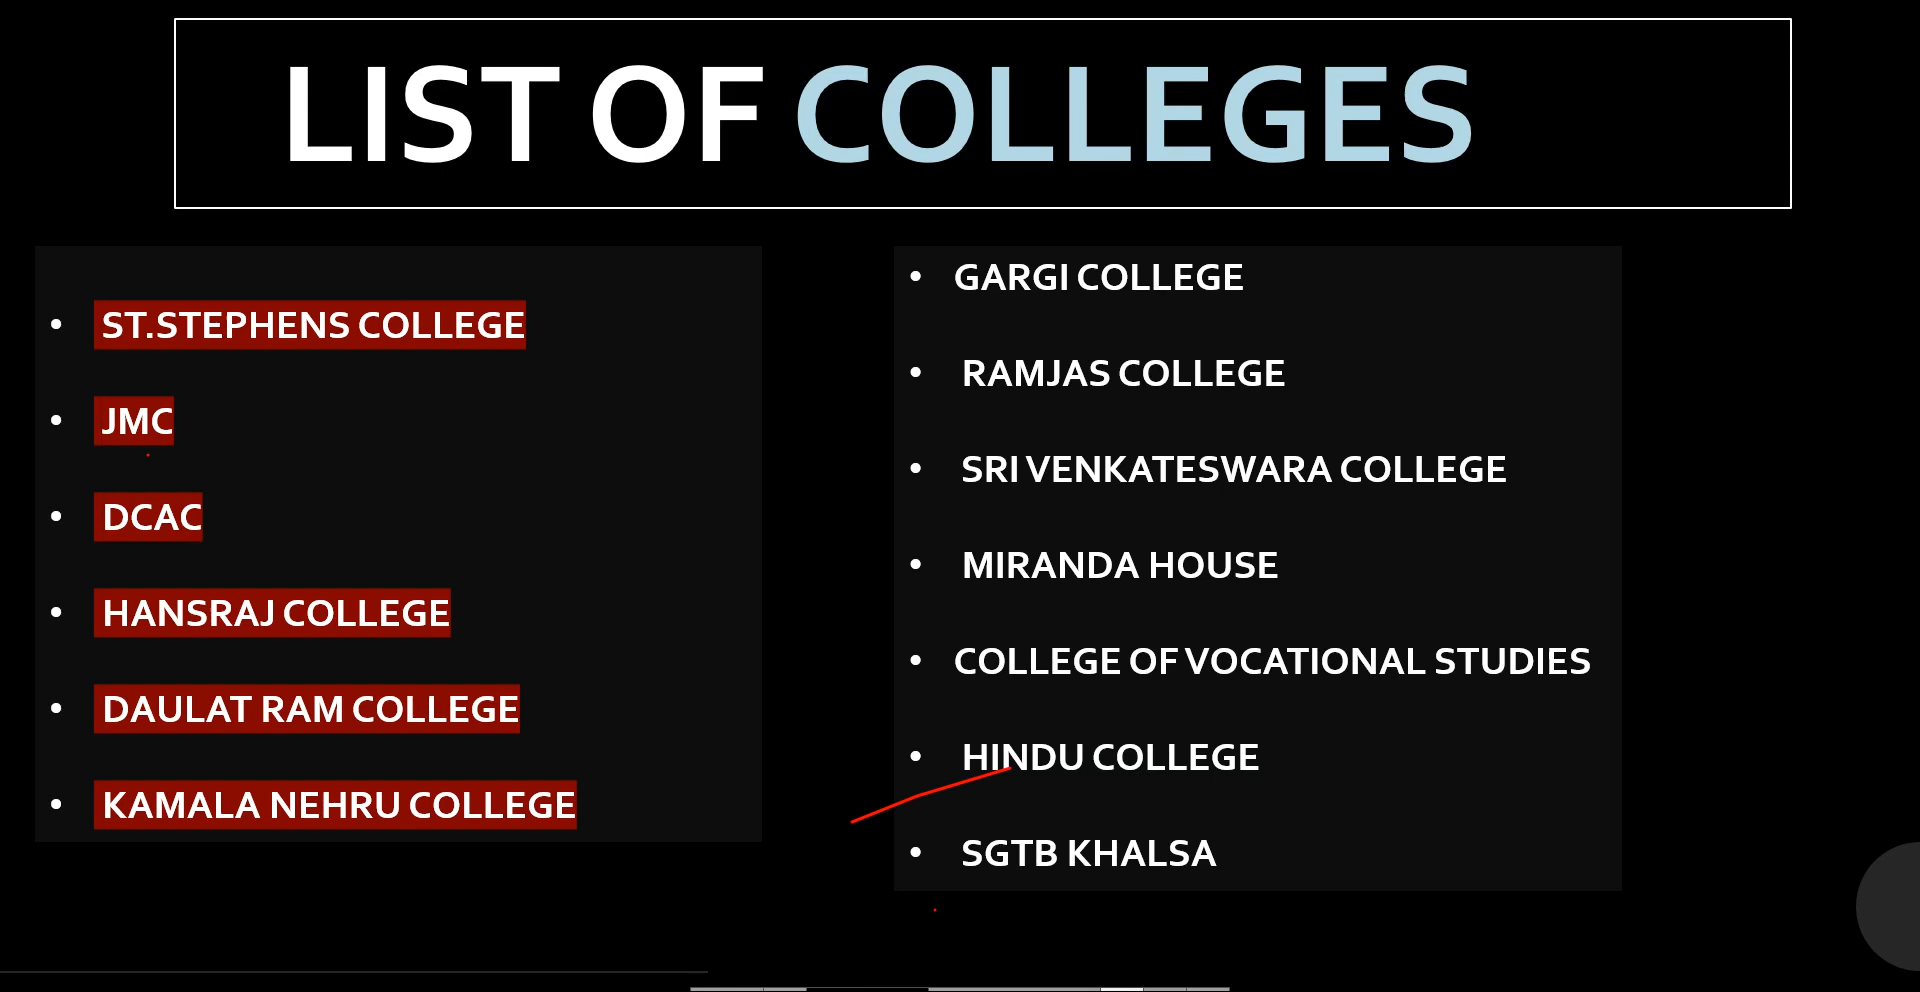 LIST OF COLLEGES
• ST.STEPHENS COLLEGE
• JMC
• DCAC
• HANSRAJ COLLEGE
• DAULAT RAM COLLEGE
• KAMALA NEHRU COLLEGE
• GARGI COLLEGE
• RAMJAS COLLEGE
• SRI VENKATESWARA COLLEGE
• MIRANDA HOUSE
• COLLEGE OF VOCATIONAL STUDIES
• HINDU COLLEGE
• SGTB KHALSA